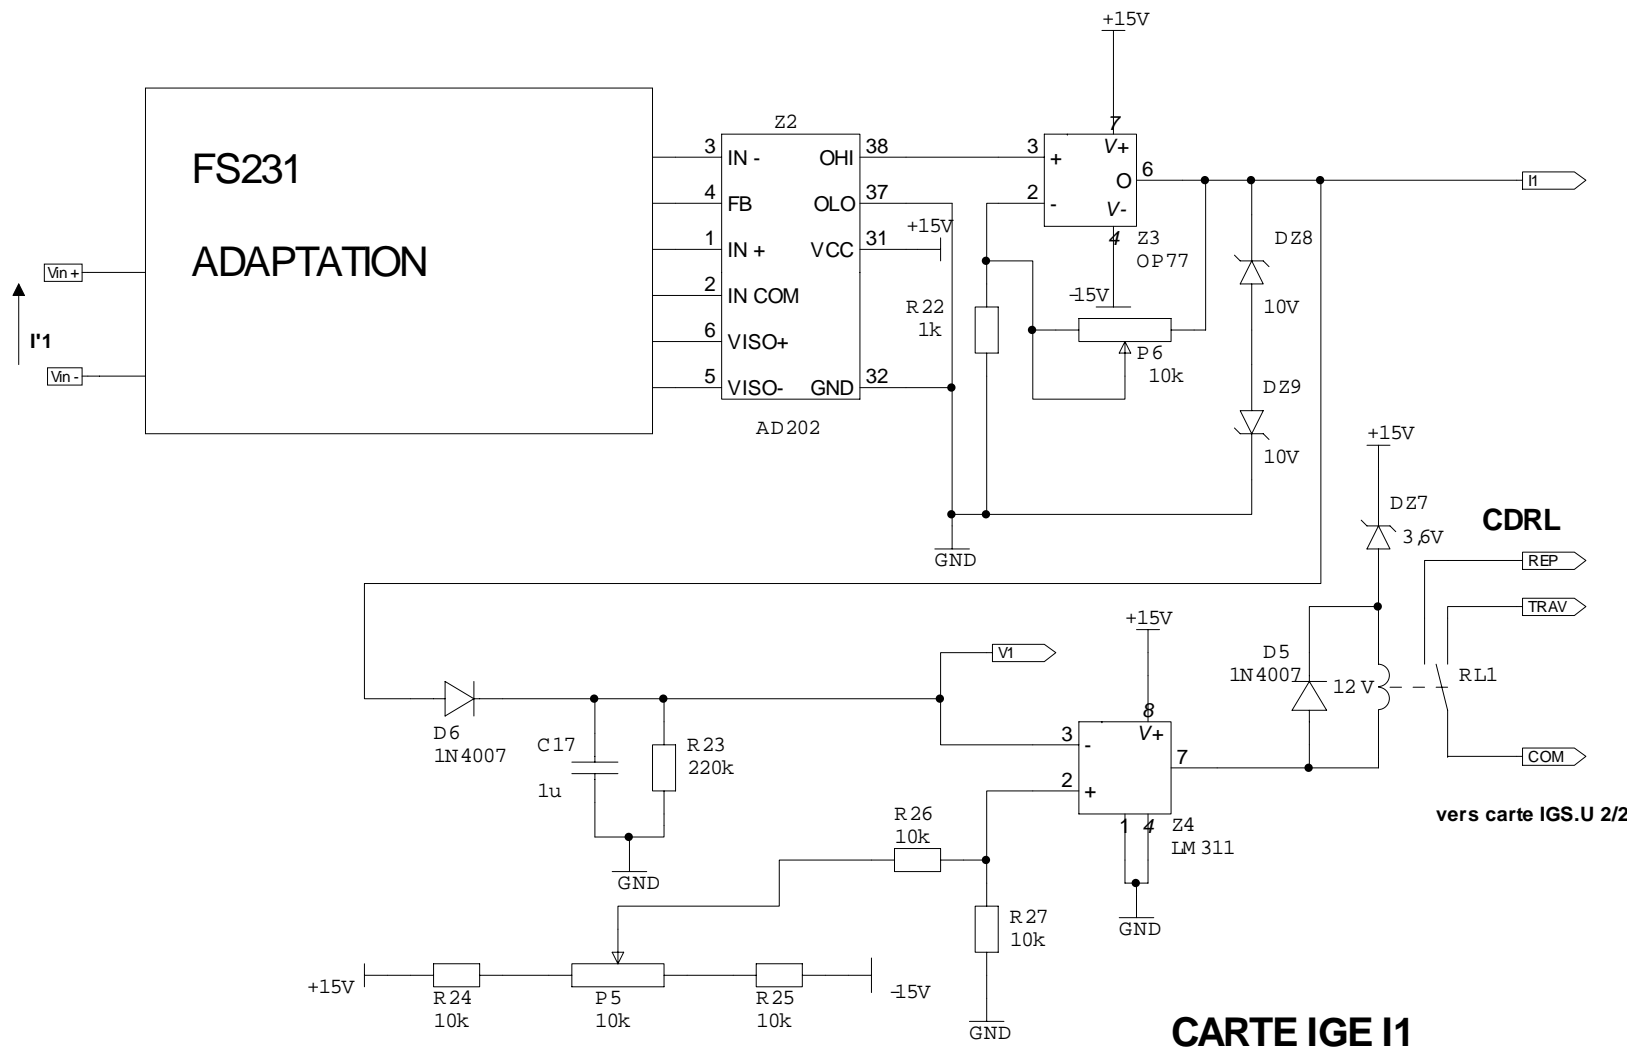 +15V
Z2
7
3
IN -
OHI
38
3
+
V+
6
FS231
O
I1
4
FB
OLO
37
2
-
V-
+15V
4
Z3
DZ8
1
IN +
VCC
31
OP77
ADAPTATION
Vin +
2
IN COM
-15V
10V
R22
1k
6
VISO+
I'1
P6
10k
Vin -
5
VISO-
GND
32
DZ9
AD202
+15V
10V
DZ7
CDRL
3,6V
GND
REP
+15V
TRAV
V1
D5
1N4007
12V
RL1
8
D6
1N4007
C17
R23
220k
3
-
V+
7
COM
1u
2
+
R26
10k
1
4
Z4
LM311
vers carte IGS.U 2/2
GND
R27
10k
GND
+15V
R24
10k
P5
10k
R25
10k
-15V
GND
CARTE IGE I1